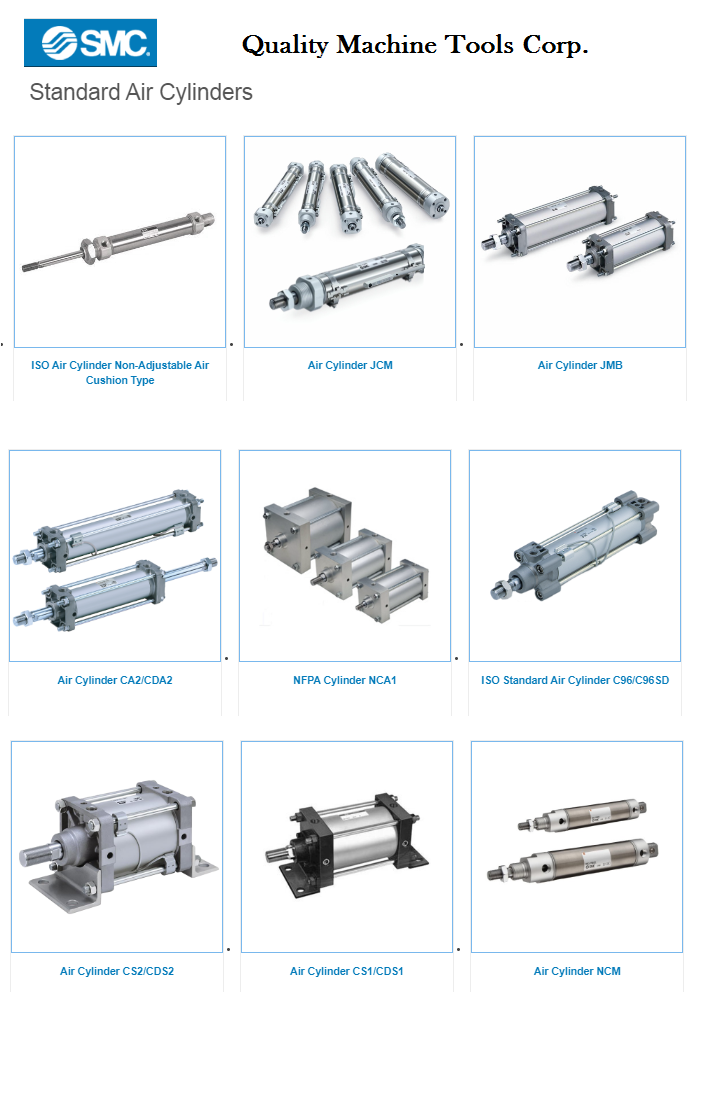 SMC.
Quality Machine Tools Corp.
Standard Air Cylinders
ISO Air Cylinder Non-Adjustable Air
Cushion Type
Air Cylinder JCM
Air Cylinder JMB
Air Cylinder CA2/CDA2
NFPA Cylinder NCA1
ISO Standard Air Cylinder C96/C96SD
Air Cylinder CS2/CDS2
Air Cylinder CS1/CDS1
Air Cylinder NCM